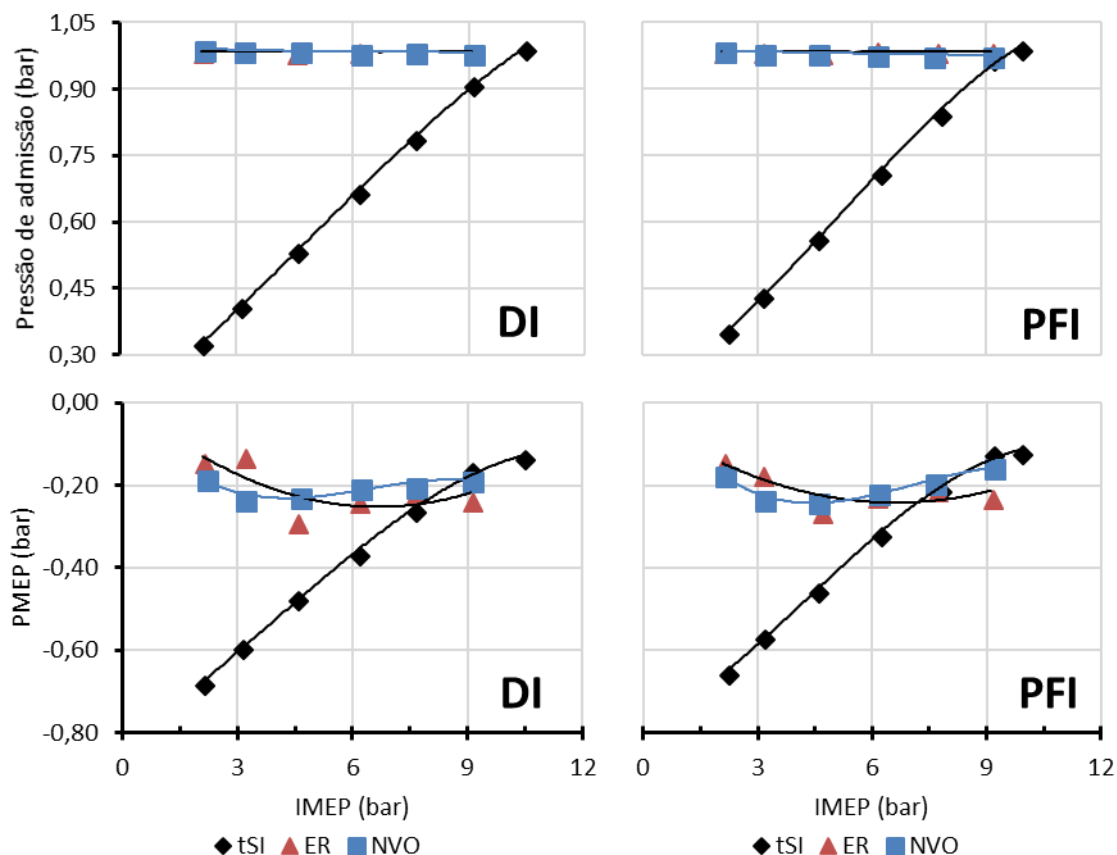 1,05
0,90
0,75
0,60
0,45
0,30
Pressão de admissão (bar)
DI
PFI
0,00
-0,20
-0,40
-0,60
-0,80
PMEP (bar)
DI
PFI
0 3 6 9 12
0 3 6 9 12
IMEP (bar)
IMEP (bar)
tSI ER NVO
tSI ER NVO